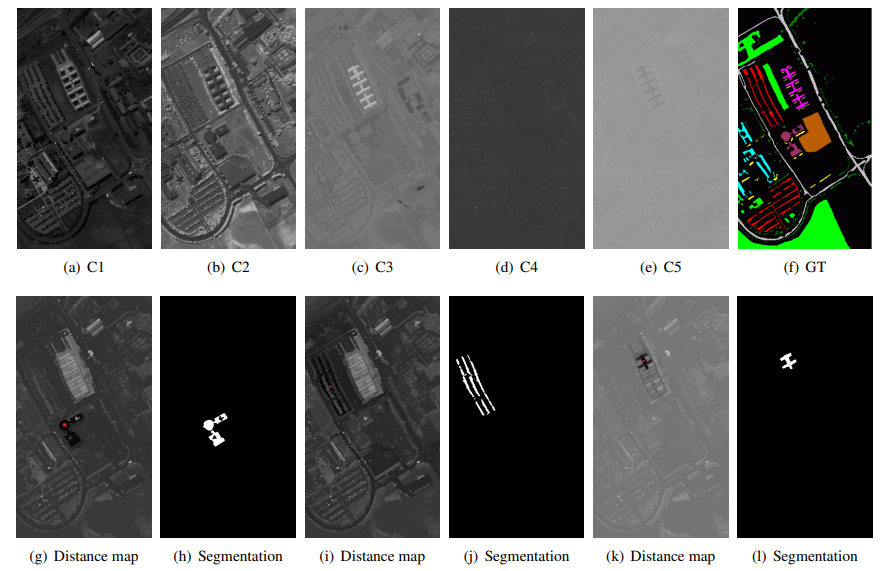 (a) C1 (b) C2 (c) C3 (d) C4 (e) C5 (f) GT
(g) Distance map (h) Segmentation (i) Distance map (j) Segmentation (k) Distance map (l) Segmentation